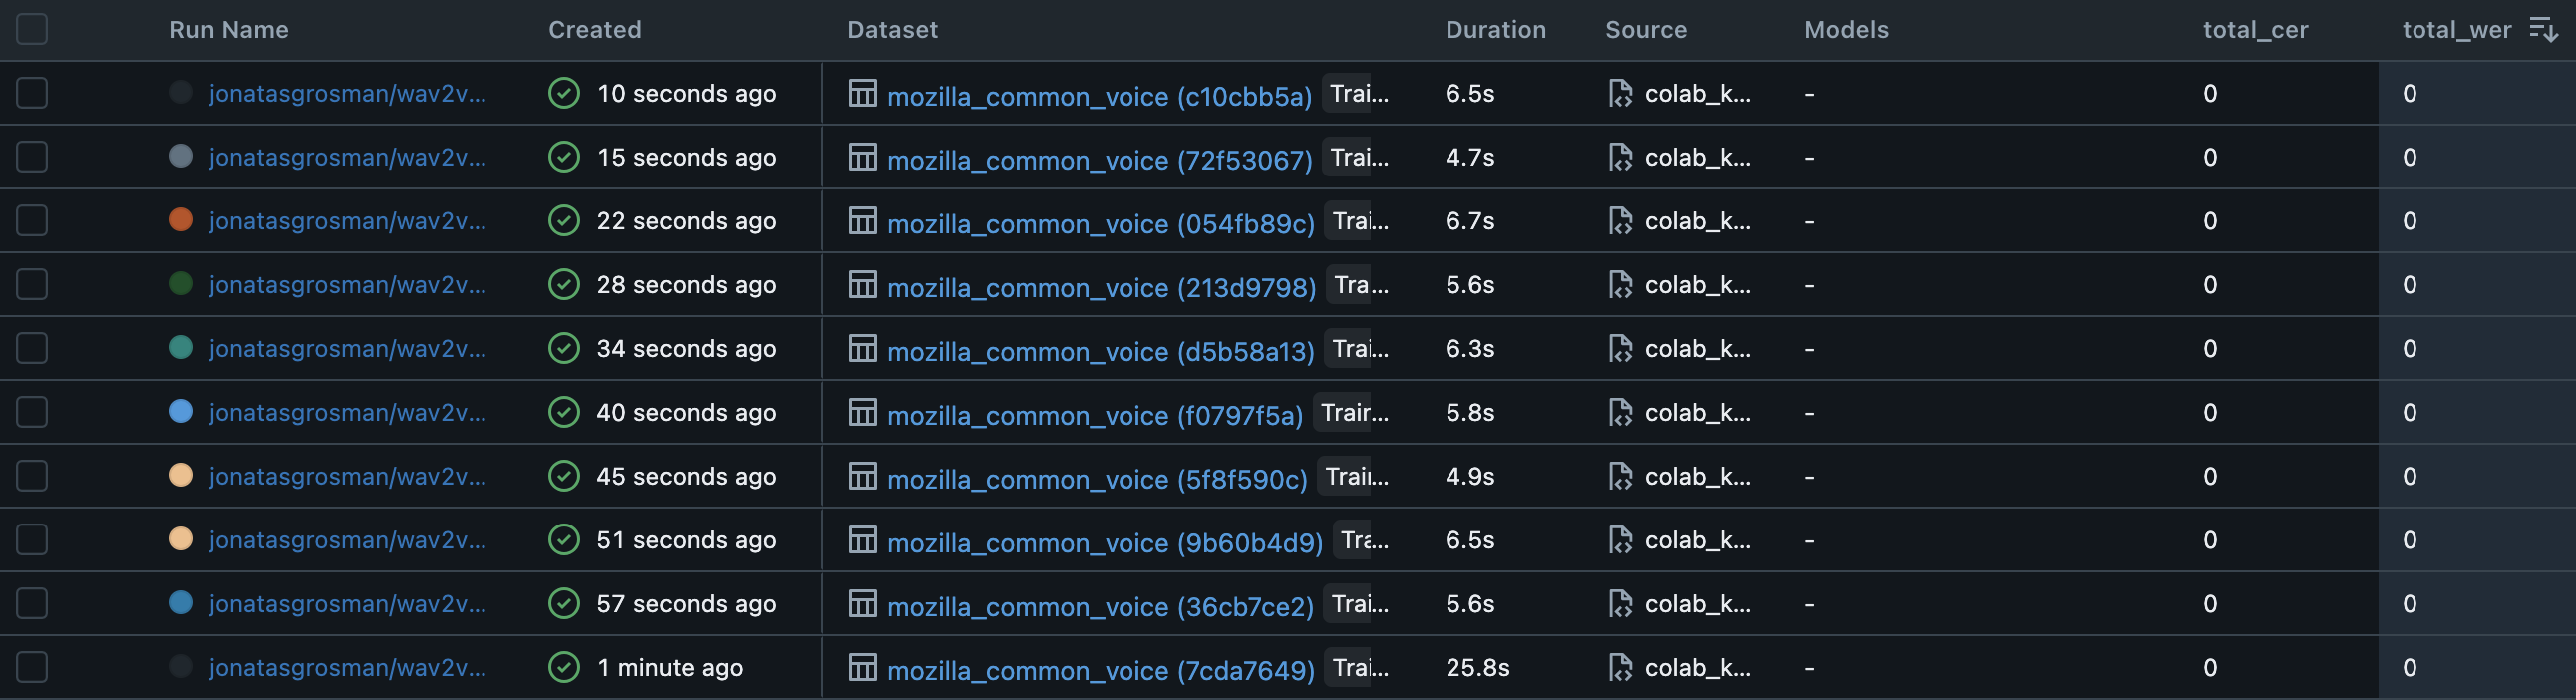 Run Name Created Dataset Duration Source Models total_cer total_wer
jonatasgrosman/wav2v... 10 seconds ago mozilla_common_voice (c10cbb5a) Trai... 6.5s colab_k... - 0 0
jonatasgrosman/wav2v... 15 seconds ago mozilla_common_voice (72f53067) Trai... 4.7s colab_k... - 0 0
jonatasgrosman/wav2v... 22 seconds ago mozilla_common_voice (054fb89c) Trai... 6.7s colab_k... - 0 0
jonatasgrosman/wav2v... 28 seconds ago mozilla_common_voice (213d9798) Tra... 5.6s colab_k... - 0 0
jonatasgrosman/wav2v... 34 seconds ago mozilla_common_voice (d5b58a13) Trai... 6.3s colab_k... - 0 0
jonatasgrosman/wav2v... 40 seconds ago mozilla_common_voice (f0797f5a) Train... 5.8s colab_k... - 0 0
jonatasgrosman/wav2v... 45 seconds ago mozilla_common_voice (5f8f590c) Train... 4.9s colab_k... - 0 0
jonatasgrosman/wav2v... 51 seconds ago mozilla_common_voice (9b60b4d9) Tra... 6.5s colab_k... - 0 0
jonatasgrosman/wav2v... 57 seconds ago mozilla_common_voice (36cb7ce2) Trai... 5.6s colab_k... - 0 0
jonatasgrosman/wav2v... 1 minute ago mozilla_common_voice (7cda7649) Trai... 25.8s colab_k... - 0 0